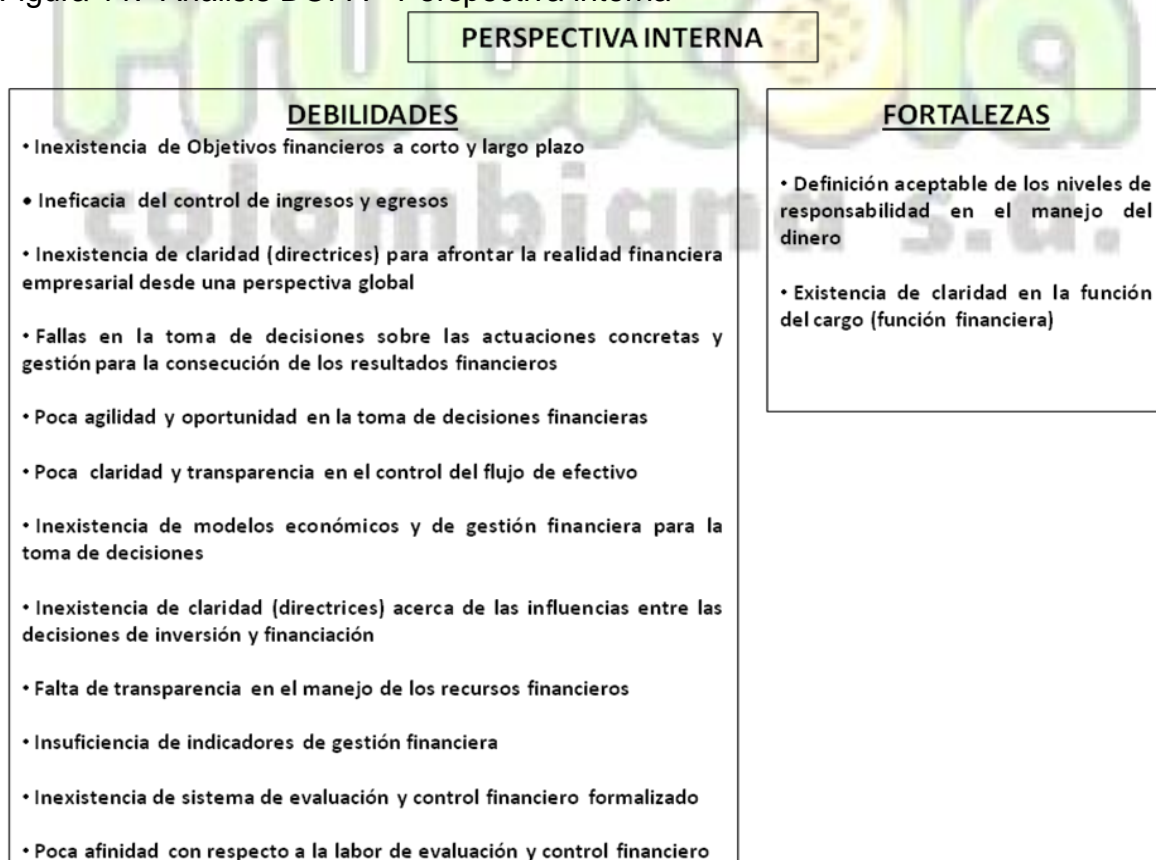 PERSPECTIVA INTERNA
DEBILIDADES
• Inexistencia de Objetivos financieros a corto y largo plazo
• Ineficacia del control de ingresos y egresos
• Inexistencia de claridad (directrices) para afrontar la realidad financiera
empresarial desde una perspectiva global
• Fallas en la toma de decisiones sobre las actuaciones concretas y
gestión para la consecución de los resultados financieros
• Poca agilidad y oportunidad en la toma de decisiones financieras
• Poca claridad y transparencia en el control del flujo de efectivo
• Inexistencia de modelos económicos y de gestión financiera para la
toma de decisiones
• Inexistencia de claridad (directrices) acerca de las influencias entre las
decisiones de inversión y financiación
• Falta de transparencia en el manejo de los recursos financieros
• Insuficiencia de indicadores de gestión financiera
• Inexistencia de sistema de evaluación y control financiero formalizado
• Poca afinidad con respecto a la labor de evaluación y control financiero
FORTALEZAS
• Definición aceptable de los niveles de
responsabilidad en el manejo del
dinero
• Existencia de claridad en la función
del cargo (función financiera)
colombiana s.a.